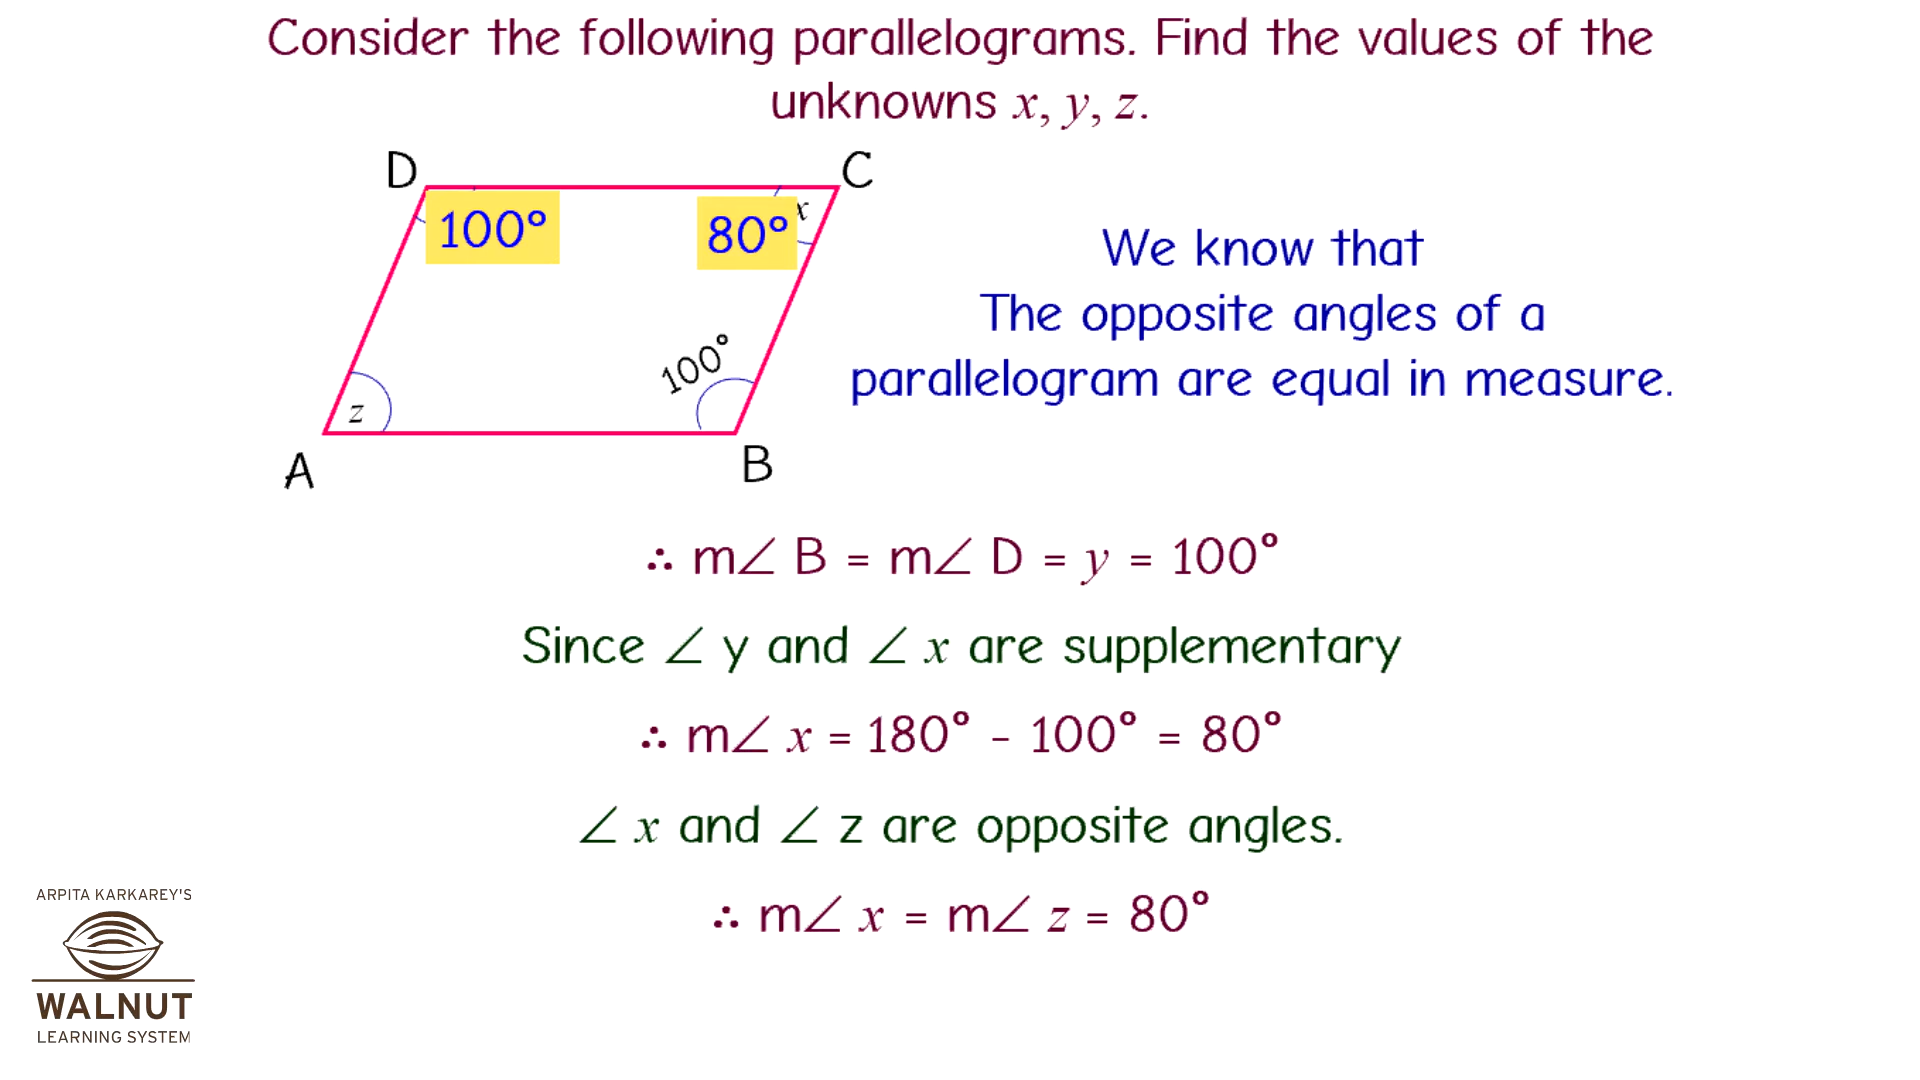 Consider the following parallelograms. Find the values of the
unknowns x, y, z.
D
C
100°
80°
x
We know that
The opposite angles of a
parallelogram are equal in measure.
100°
z
A
B
∴ m∠ B = m∠ D = y = 100°
Since ∠ y and ∠ x are supplementary
∴ m∠ x = 180° - 100° = 80°
∠ x and ∠ z are opposite angles.
∴ m∠ x = m∠ z = 80°
ARPITA KARKAREY'S
WALNUT
LEARNING SYSTEM